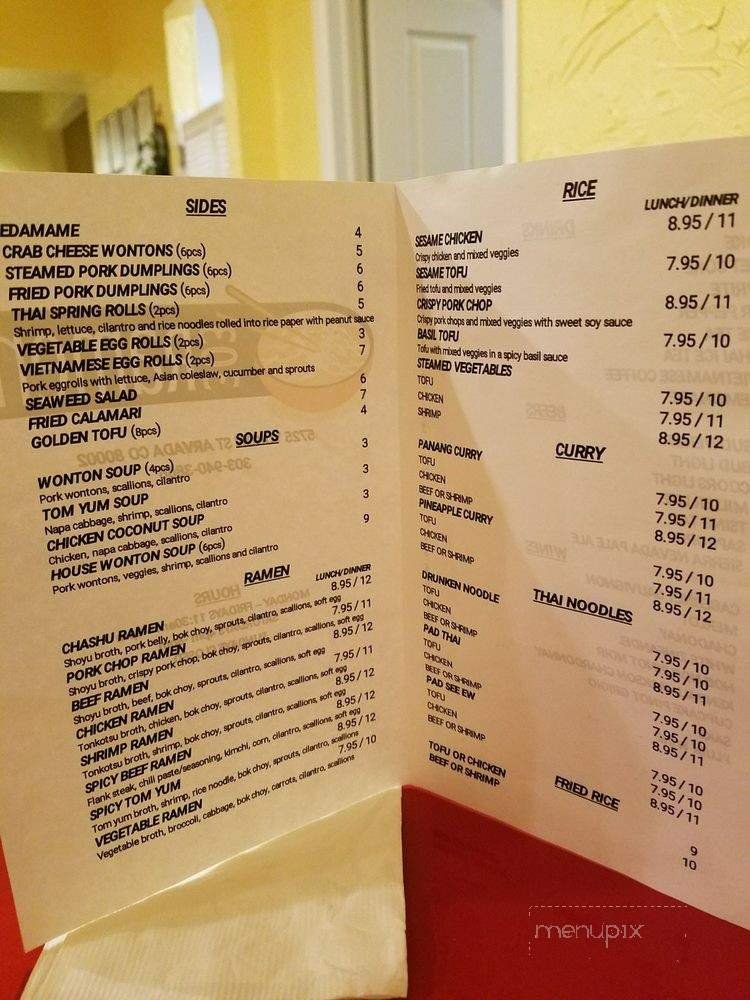 SIDES
EDAMAME 4
CRAB CHEESE WONTONS (6pcs) 5
STEAMED PORK DUMPLINGS (6pcs) 6
FRIED PORK DUMPLINGS (6pcs) 6
THAI SPRING ROLLS (2pcs) 5
Shrimp, lettuce, cilantro and rice noodles rolled into rice paper with peanut sauce
VEGETABLE EGG ROLLS (2pcs) 3
VIETNAMESE EGG ROLLS (2pcs) 7
Pork eggrolls with lettuce, Asian coleslaw, cucumber and sprouts
SEAWEED SALAD 6
FRIED CALAMARI 7
GOLDEN TOFU (8pcs) 4
SOUPS
WONTON SOUP (4pcs) 3
Pork wontons, scallions, cilantro
TOM YUM SOUP 3
Napa cabbage, shrimp, scallions, cilantro
CHICKEN COCONUT SOUP 3
Chicken, napa cabbage, scallions, cilantro
HOUSE WONTON SOUP (6pcs) 9
Pork wontons, veggies, shrimp, scallions and cilantro
RAMEN LUNCH/DINNER
CHASHU RAMEN 8.95 / 12
Shoyu broth, pork belly, bok choy, sprouts, cilantro, scallions, soft egg
PORK CHOP RAMEN 7.95 / 11
Shoyu broth, crispy pork chop, bok choy, sprouts, cilantro, scallions, soft egg
BEEF RAMEN 8.95 / 12
Shoyu broth, beef, bok choy, sprouts, cilantro, scallions, soft egg
CHICKEN RAMEN 7.95 / 11
Tonkotsu broth, chicken, bok choy, sprouts, cilantro, scallions, soft egg
SHRIMP RAMEN 8.95 / 12
Tonkotsu broth, shrimp, bok choy, sprouts, cilantro, scallions, soft egg
SPICY BEEF RAMEN 8.95 / 12
Flank steak, chili paste/seasoning, kimchi, corn, cilantro, scallions, soft egg
SPICY TOM YUM 8.95 / 12
Tom yum broth, shrimp, rice noodle, bok choy, sprouts, cilantro, scallions
VEGETABLE RAMEN 7.95 / 10
Vegetable broth, broccoli, cabbage, bok choy, carrots, cilantro, scallions
RICE
LUNCH/DINNER
SESAME CHICKEN 8.95 / 11
Crispy chicken and mixed veggies
SESAME TOFU 7.95 / 10
Fried tofu and mixed veggies
CRISPY PORK CHOP 8.95 / 11
Crispy pork chops and mixed veggies with sweet soy sauce
BASIL TOFU 7.95 / 10
Tofu with mixed veggies in a spicy basil sauce
STEAMED VEGETABLES
TOFU 7.95 / 10
CHICKEN 7.95 / 11
SHRIMP 8.95 / 12
CURRY
PANANG CURRY
TOFU 7.95 / 10
CHICKEN 7.95 / 11
BEEF OR SHRIMP 8.95 / 12
PINEAPPLE CURRY
TOFU 7.95 / 10
CHICKEN 7.95 / 11
BEEF OR SHRIMP 8.95 / 12
THAI NOODLES
DRUNKEN NOODLE
TOFU 7.95 / 10
CHICKEN 7.95 / 10
BEEF OR SHRIMP 8.95 / 11
PAD THAI
TOFU 7.95 / 10
CHICKEN 7.95 / 10
BEEF OR SHRIMP 8.95 / 11
PAD SEE EW
TOFU 7.95 / 10
CHICKEN 7.95 / 10
BEEF OR SHRIMP 8.95 / 11
FRIED RICE
TOFU OR CHICKEN 9
BEEF OR SHRIMP 10
menupix